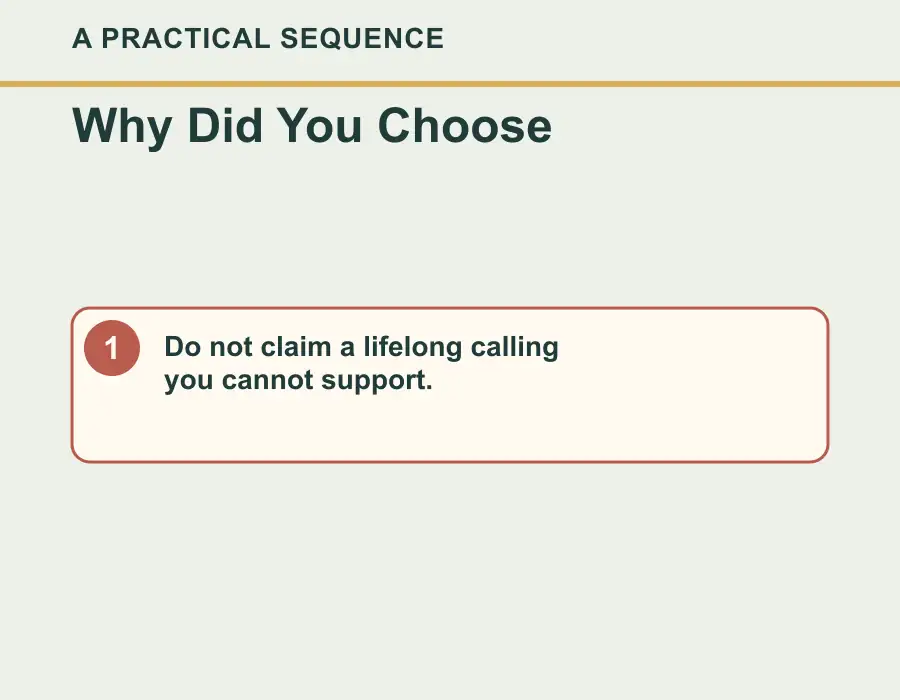 A PRACTICAL SEQUENCE
Why Did You Choose
1
Do not claim a lifelong calling
you cannot support.